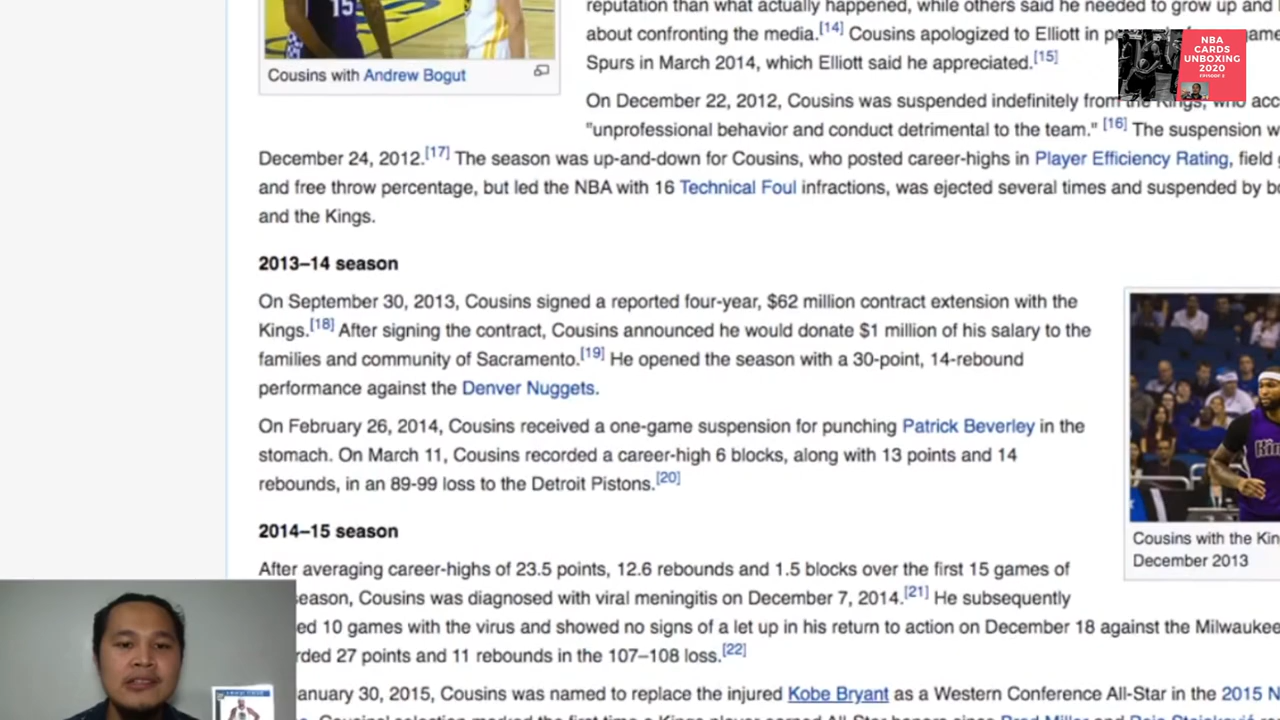 reputation than what actually happened, while others said he needed to grow up and
Cousins with Andrew Bogut
about confronting the media.[14] Cousins apologized to Elliott in
Spurs in March 2014, which Elliott said he appreciated.[15]
NBA
CARDS
UNBOXING
2020
EPISODE 2
On December 22, 2012, Cousins was suspended indefinitely from the Kings, who
"unprofessional behavior and conduct detrimental to the team." [16] The suspension
December 24, 2012.[17] The season was up-and-down for Cousins, who posted career-highs in Player Efficiency Rating, field
and free throw percentage, but led the NBA with 16 Technical Foul infractions, was ejected several times and suspended by
and the Kings.
2013–14 season
On September 30, 2013, Cousins signed a reported four-year, $62 million contract extension with the
Kings.[18] After signing the contract, Cousins announced he would donate $1 million of his salary to the
families and community of Sacramento.[19] He opened the season with a 30-point, 14-rebound
performance against the Denver Nuggets.
On February 26, 2014, Cousins received a one-game suspension for punching Patrick Beverley in the
stomach. On March 11, Cousins recorded a career-high 6 blocks, along with 13 points and 14
rebounds, in an 89-99 loss to the Detroit Pistons.[20]
Cousins with the
December 2013
2014–15 season
After averaging career-highs of 23.5 points, 12.6 rebounds and 1.5 blocks over the first 15 games of
eason, Cousins was diagnosed with viral meningitis on December 7, 2014.[21] He subsequently
ed 10 games with the virus and showed no signs of a let up in his return to action on December 18 against the Milwaukee
rded 27 points and 11 rebounds in the 107–108 loss.[22]
anuary 30, 2015, Cousins was named to replace the injured Kobe Bryant as a Western Conference All-Star in the 2015
15